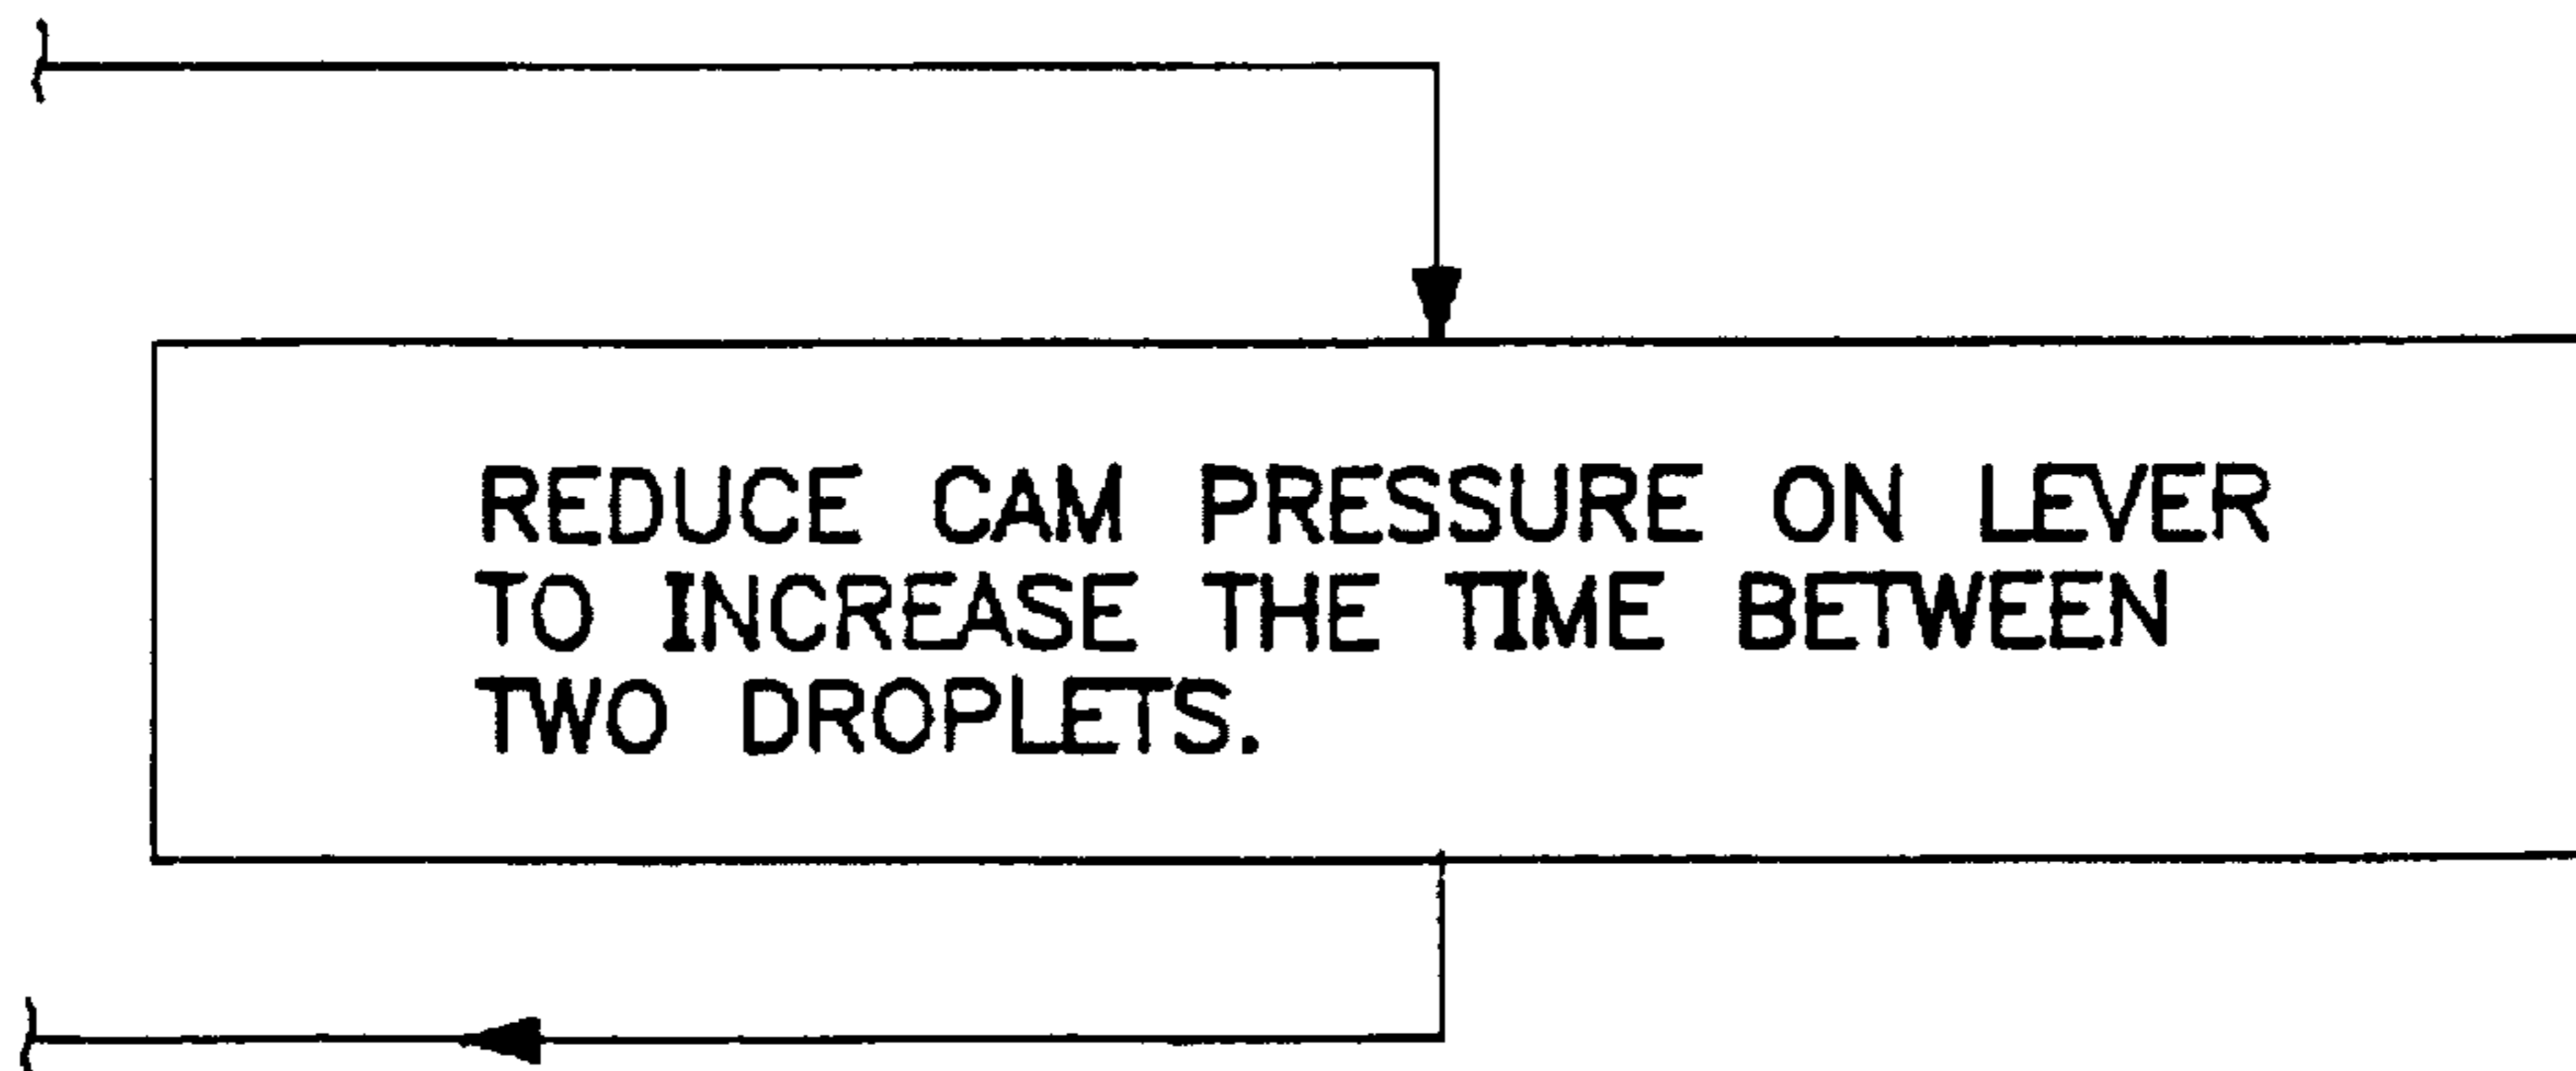 REDUCE CAM PRESSURE ON LEVER
TO INCREASE THE TIME BETWEEN
TWO DROPLETS.